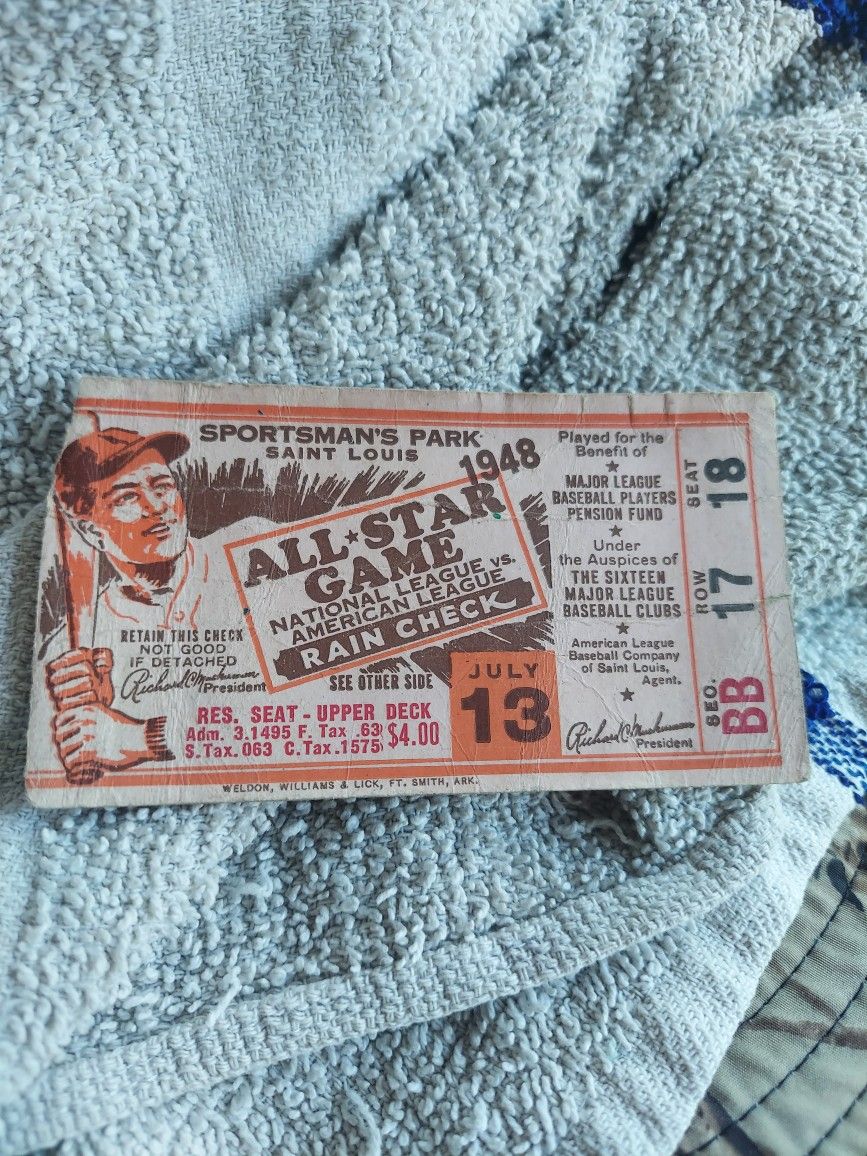 SPORTSMAN'S PARK
SAINT LOUIS
1948
ALL★STAR
GAME
NATIONAL LEAGUE VS.
AMERICAN LEAGUE
RAIN CHECK
SEE OTHER SIDE
RETAIN THIS CHECK
NOT GOOD
IF DETACHED
Richard C. Muckerman
President
RES. SEAT - UPPER DECK
Adm. 3.1495 F. Tax .63
S. Tax .063 C. Tax .1575
$4.00
JULY
13
Played for the
Benefit of
★
MAJOR LEAGUE
BASEBALL PLAYERS
PENSION FUND
★
Under
the Auspices of
THE SIXTEEN
MAJOR LEAGUE
BASEBALL CLUBS
★
American League
Baseball Company
of Saint Louis,
Agent.
★
Richard C. Muckerman
President
SEAT 18
ROW 17
SEC. BB
WELDON, WILLIAMS & LICK, FT. SMITH, ARK.